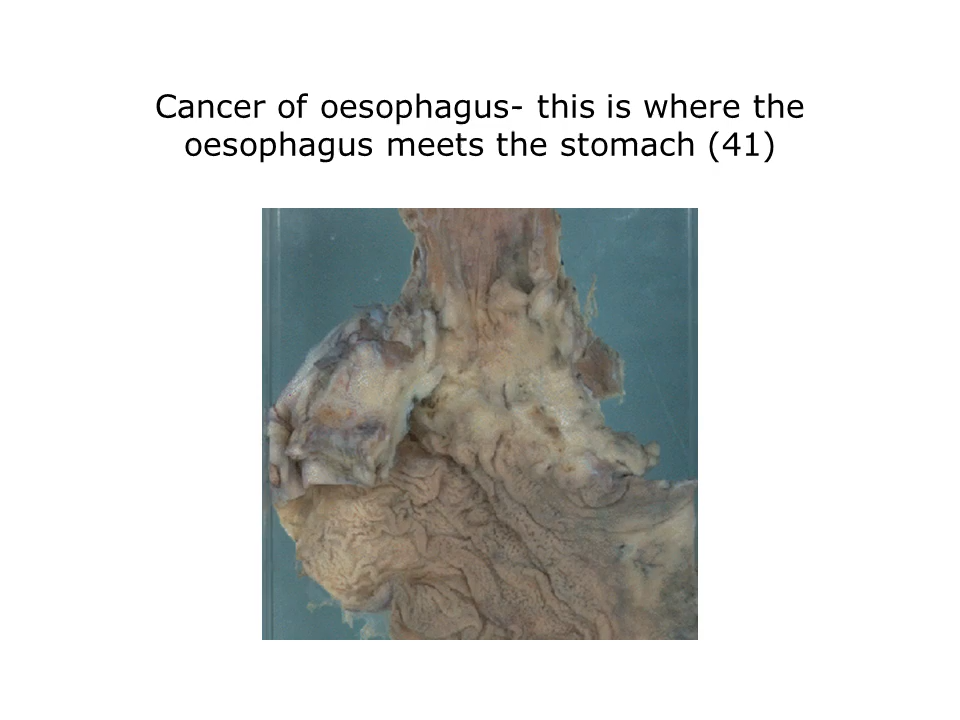 Cancer of oesophagus- this is where the
oesophagus meets the stomach (41)